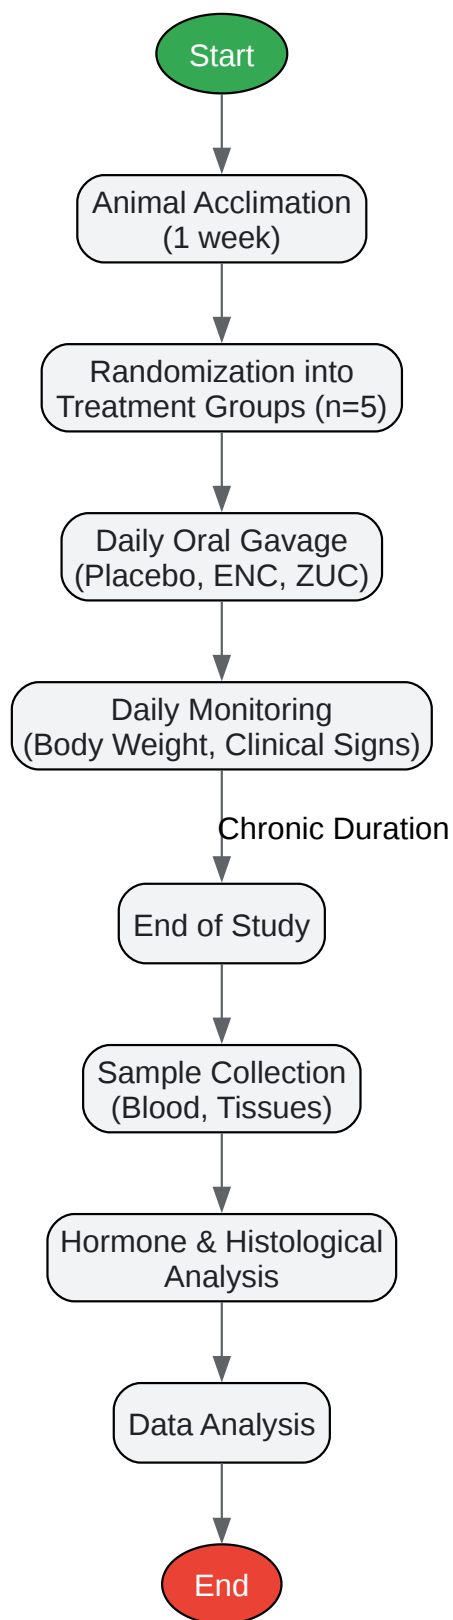 Start
Animal Acclimation
(1 week)
Randomization into
Treatment Groups (n=5)
Daily Oral Gavage
(Placebo, ENC, ZUC)
Daily Monitoring
(Body Weight, Clinical Signs)
Chronic Duration
End of Study
Sample Collection
(Blood, Tissues)
Hormone & Histological
Analysis
Data Analysis
End